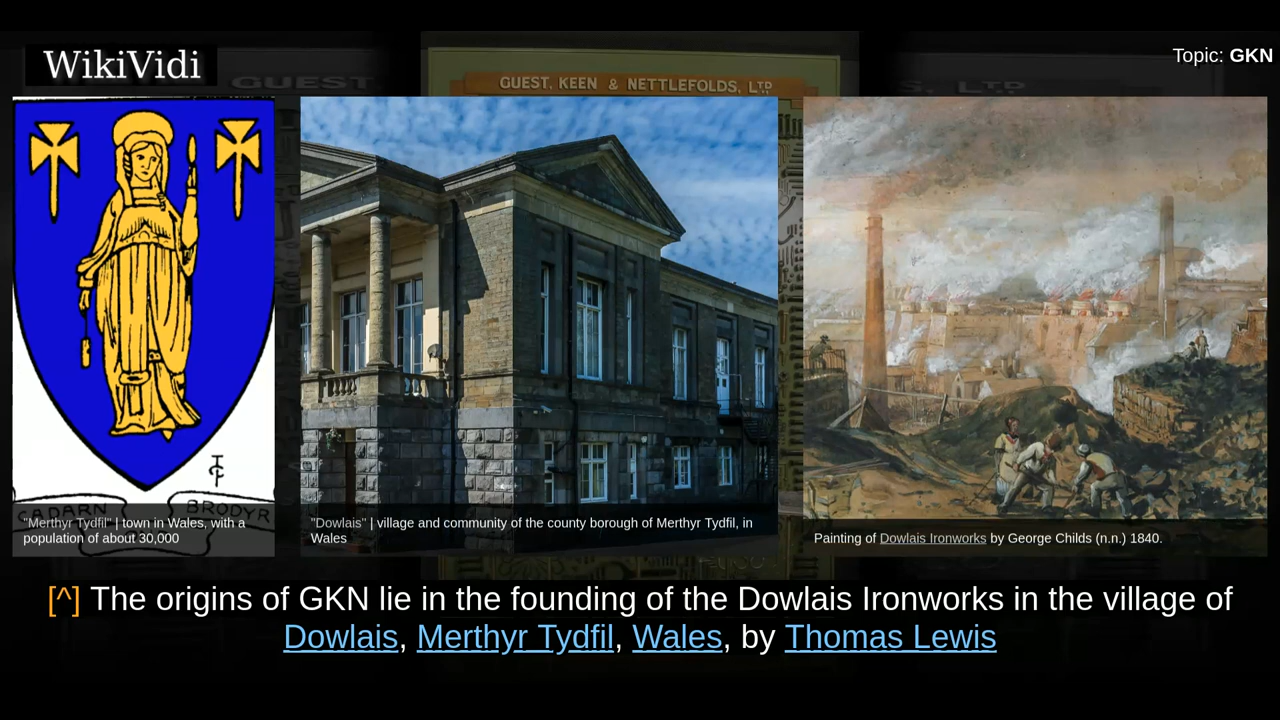 WikiVidi
Topic: GKN
GUEST
GUEST, KEEN & NETTLEFOLDS, LTD
S, LTD
CADARN
BRODYR
"Merthyr Tydfil" | town in Wales, with a
population of about 30,000
"Dowlais" | village and community of the county borough of Merthyr Tydfil, in
Wales
Painting of Dowlais Ironworks by George Childs (n.n.) 1840.
[^] The origins of GKN lie in the founding of the Dowlais Ironworks in the village of
Dowlais, Merthyr Tydfil, Wales, by Thomas Lewis